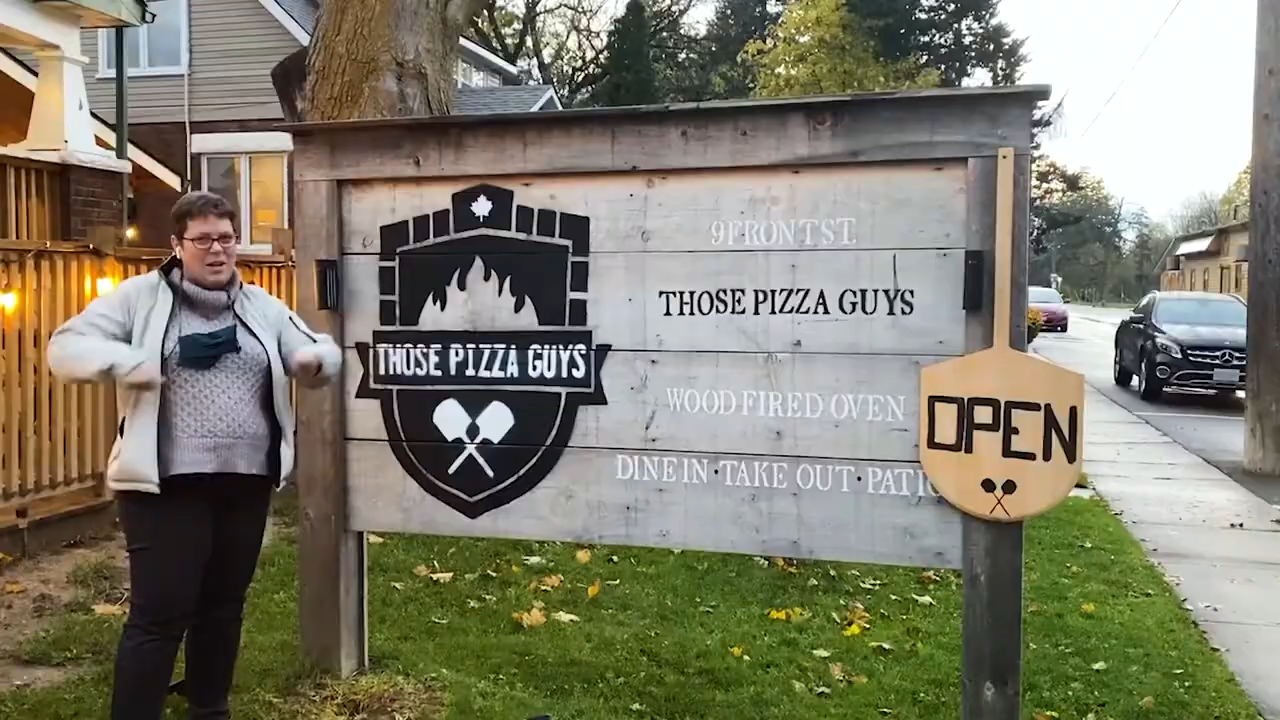 THOSE PIZZA GUYS
9 FRONT ST.
THOSE PIZZA GUYS
WOOD FIRED OVEN
DINE IN · TAKE OUT · PATIO
OPEN